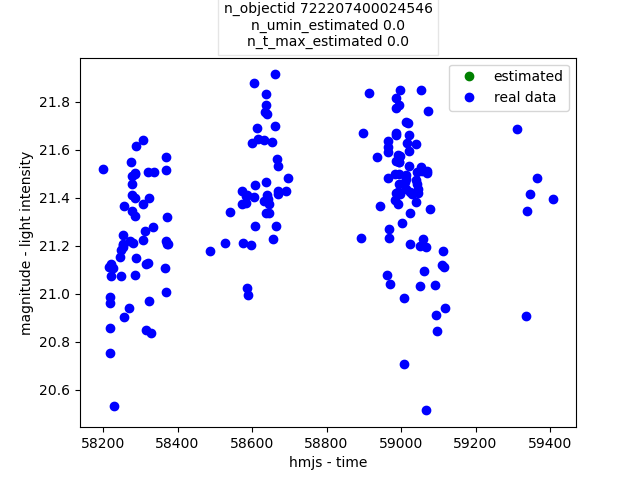 n_objectid 722207400024546
n_umin_estimated 0.0
n_t_max_estimated 0.0
estimated
real data
magnitude - light intensity
21.8
21.6
21.4
21.2
21.0
20.8
20.6
58200 58400 58600 58800 59000 59200 59400
hmjs - time